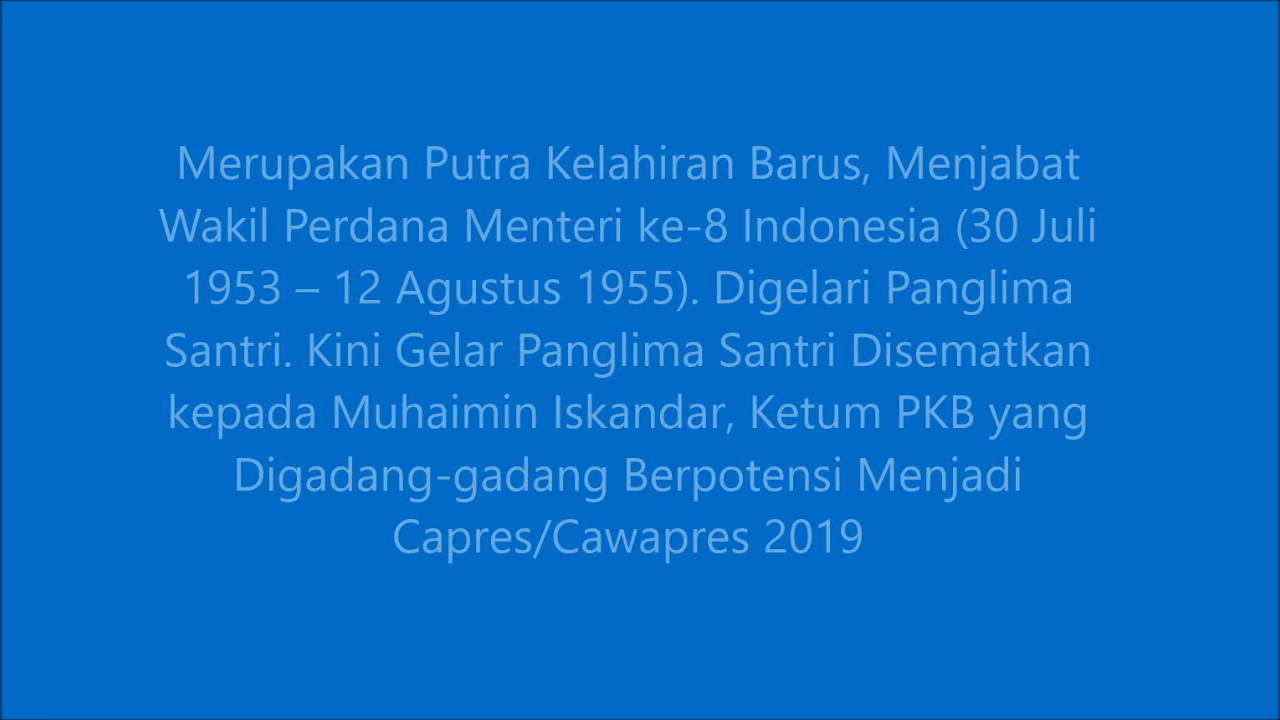 Merupakan Putra Kelahiran Barus, Menjabat
Wakil Perdana Menteri ke-8 Indonesia (30 Juli
1953 – 12 Agustus 1955). Digelari Panglima
Santri. Kini Gelar Panglima Santri Disematkan
kepada Muhaimin Iskandar, Ketum PKB yang
Digadang-gadang Berpotensi Menjadi
Capres/Cawapres 2019